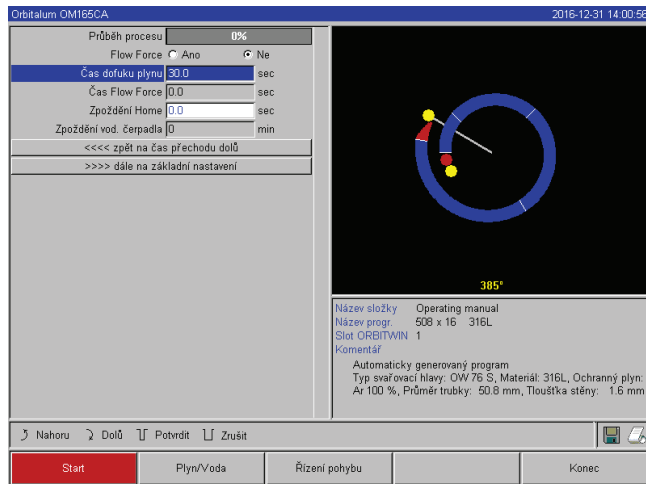 Orbitalum OM165CA 2016-12-31 14:00:56
Průběh procesu 0%
Flow Force Ano Ne
Čas dofuku plynu 30.0 sec
Čas Flow Force 0.0 sec
Zpoždění Home 0.0 sec
Zpoždění vod. čerpadla 0 min
<<<< zpět na čas přechodu dolů
>>>> dále na základní nastavení
385°
Název složky Operating manual
Název progr. 508 x 16 316L
Slot ORBITWIN 1
Komentář
Automaticky generovaný program
Typ svařovací hlavy: OW 76 S, Materiál: 316L, Ochranný plyn:
Ar 100 %, Průměr trubky: 50.8 mm, Tloušťka stěny: 1.6 mm
Nahoru Dolů Potvrdit Zrušit
Start Plyn/Voda Řízení pohybu Konec